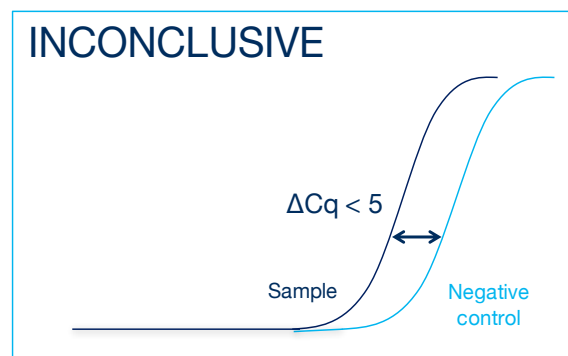 INCONCLUSIVE
ΔCq < 5
Sample
Negative
control